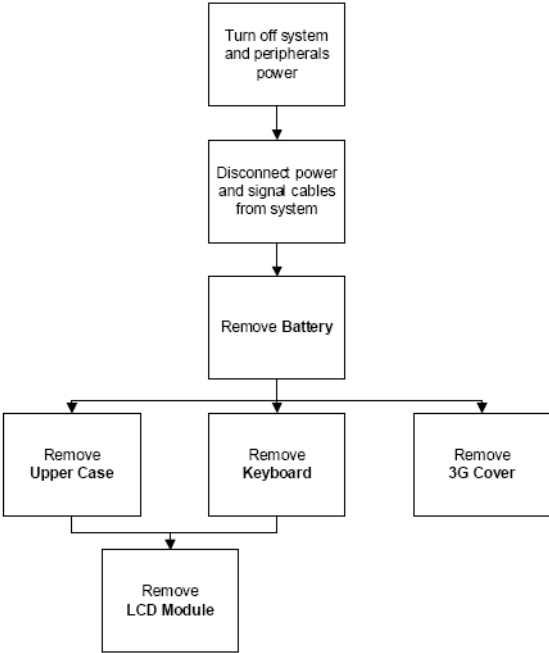 Turn off system
and peripherals
power
Disconnect power
and signal cables
from system
Remove Battery
Remove
Upper Case
Remove
Keyboard
Remove
3G Cover
Remove
LCD Module